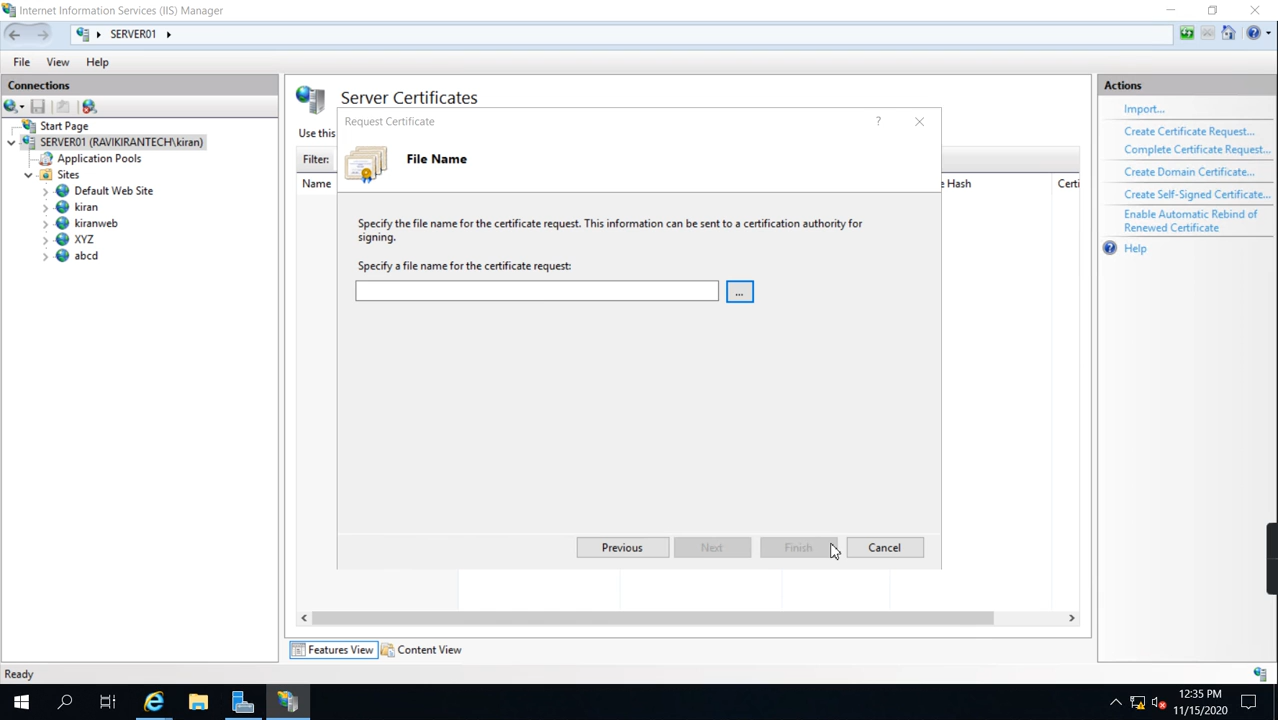 Internet Information Services (IIS) Manager
SERVER01
File View Help
Connections
Start Page
SERVER01 (RAVIKIRANTECH\kiran)
Application Pools
Sites
Default Web Site
kiran
kiranweb
XYZ
abcd
Server Certificates
Use this
Filter:
Name
e Hash
Certi
Request Certificate
?
File Name
Specify the file name for the certificate request. This information can be sent to a certification authority for
signing.
Specify a file name for the certificate request:
...
Previous
Next
Finish
Cancel
Features View
Content View
Actions
Import...
Create Certificate Request...
Complete Certificate Request...
Create Domain Certificate...
Create Self-Signed Certificate...
Enable Automatic Rebind of
Renewed Certificate
Help
Ready
12:35 PM
11/15/2020